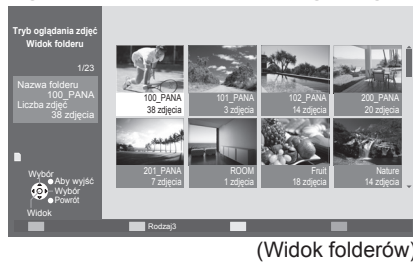 Tryb oglądania zdjęć
Widok folderu
1/23
Nazwa folderu
100_PANA
Liczba zdjęć
38 zdjęcia
Wybór
Aby wyjść
Wybór
Powrót
Widok
100_PANA
38 zdjęcia
101_PANA
3 zdjęcia
102_PANA
14 zdjęcia
200_PANA
20 zdjęcia
201_PANA
7 zdjęcia
ROOM
1 zdjęcia
Fruit
18 zdjęcia
Nature
14 zdjęcia
Rodzaj3
(Widok folderów)